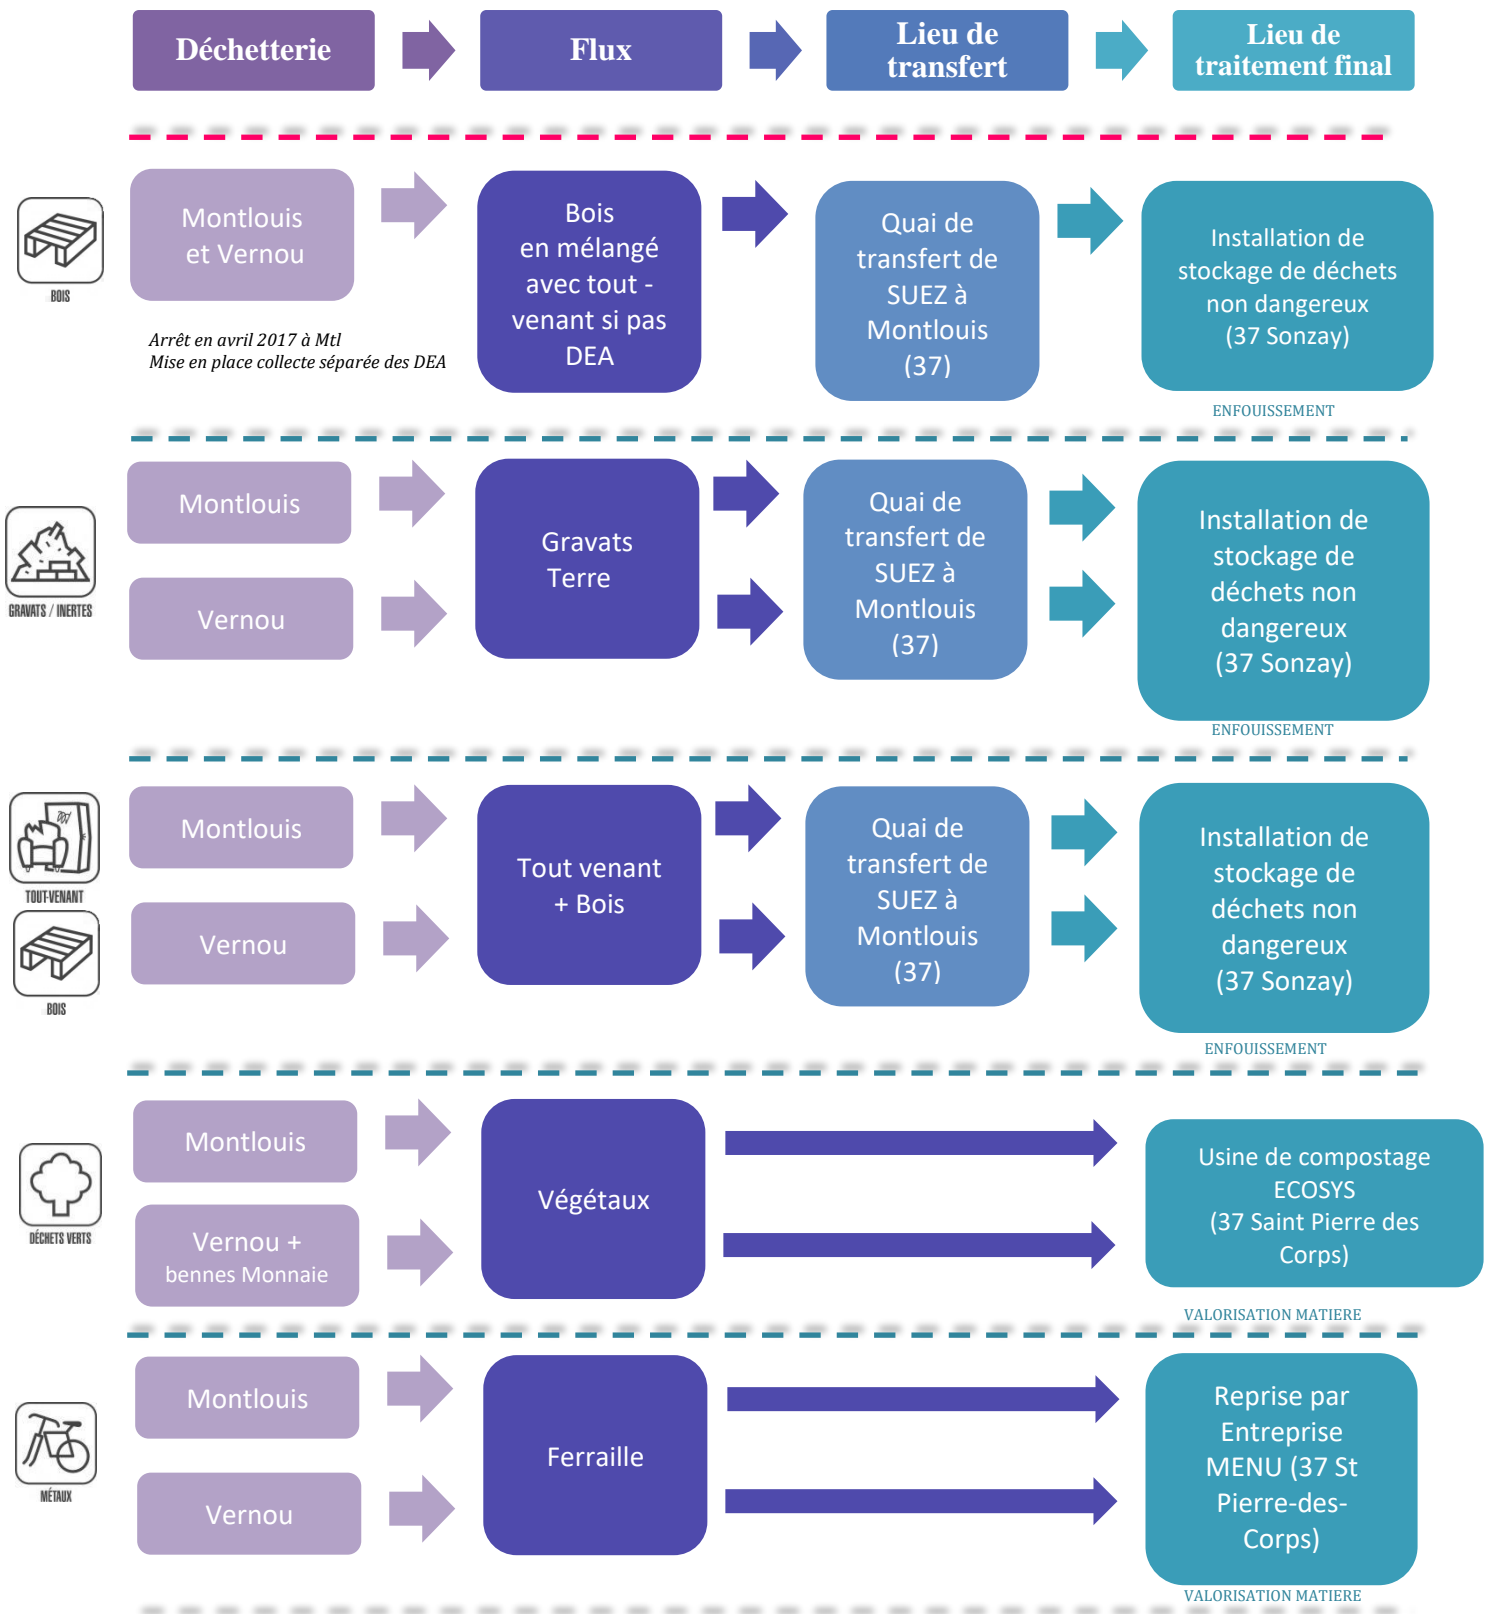 Déchetterie
Flux
Lieu de
transfert
Lieu de
traitement final
BOIS
Montlouis
et Vernou
Arrêt en avril 2017 à Mtl
Mise en place collecte séparée des DEA
Bois
en mélangé
avec tout -
venant si pas
DEA
Quai de
transfert de
SUEZ à
Montlouis
(37)
Installation de
stockage de déchets
non dangereux
(37 Sonzay)
ENFOUISSEMENT
GRAVATS / INERTES
Montlouis
Vernou
Gravats
Terre
Quai de
transfert de
SUEZ à
Montlouis
(37)
Installation de
stockage de
déchets non
dangereux
(37 Sonzay)
ENFOUISSEMENT
TOUT-VENANT
BOIS
Montlouis
Vernou
Tout venant
+ Bois
Quai de
transfert de
SUEZ à
Montlouis
(37)
Installation de
stockage de
déchets non
dangereux
(37 Sonzay)
ENFOUISSEMENT
DÉCHETS VERTS
Montlouis
Vernou +
bennes Monnaie
Végétaux
Usine de compostage
ECOSYS
(37 Saint Pierre des
Corps)
VALORISATION MATIERE
MÉTAUX
Montlouis
Vernou
Ferraille
Reprise par
Entreprise
MENU (37 St
Pierre-des-
Corps)
VALORISATION MATIERE